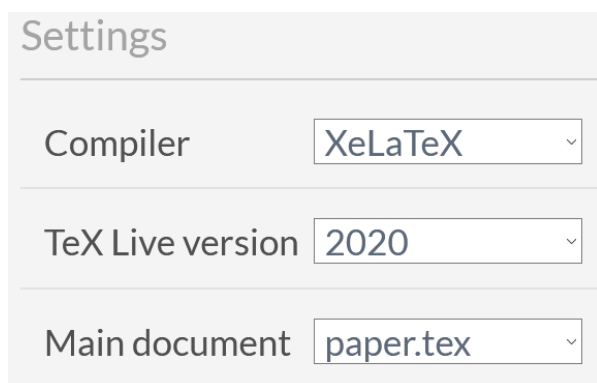 Settings
Compiler XeLaTeX
TeX Live version 2020
Main document paper.tex